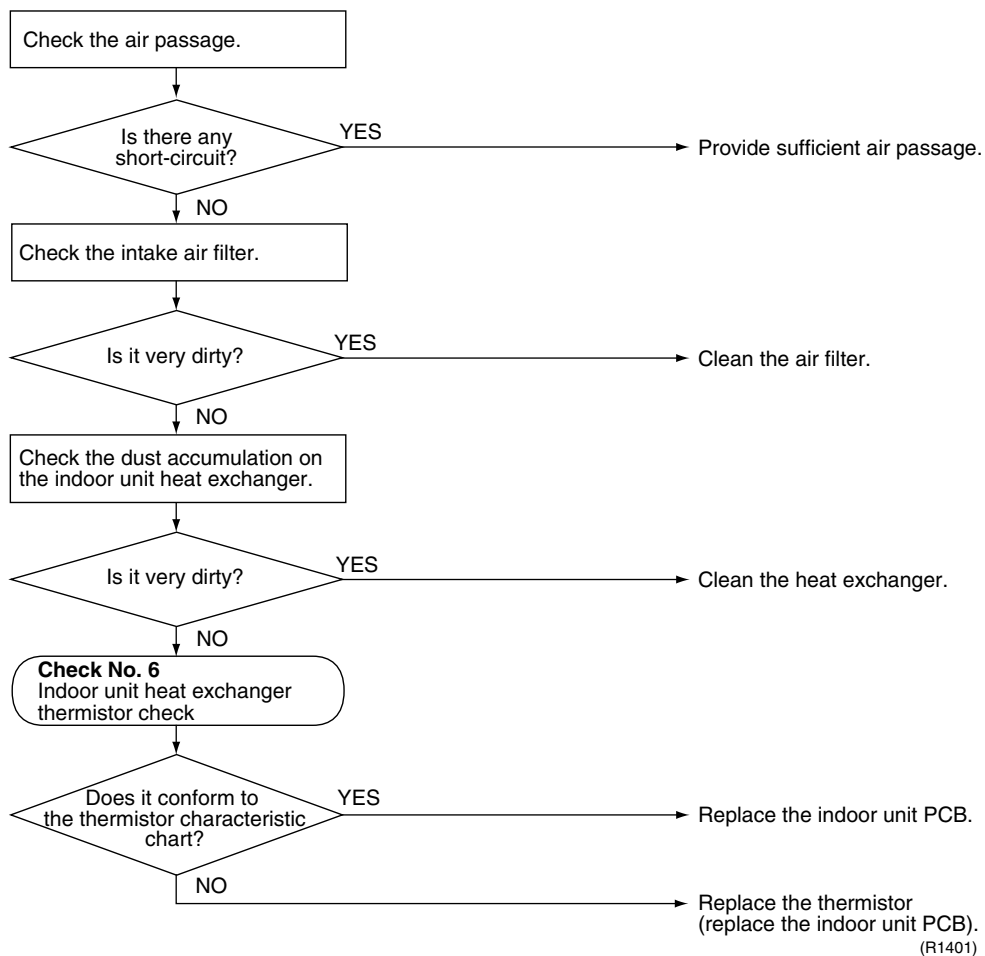 Check the air passage.
Is there any
short-circuit?
YES
Provide sufficient air passage.
NO
Check the intake air filter.
Is it very dirty?
YES
Clean the air filter.
NO
Check the dust accumulation on
the indoor unit heat exchanger.
Is it very dirty?
YES
Clean the heat exchanger.
NO
Check No. 6
Indoor unit heat exchanger
thermistor check
Does it conform to
the thermistor characteristic
chart?
YES
Replace the indoor unit PCB.
NO
Replace the thermistor
(replace the indoor unit PCB).
(R1401)